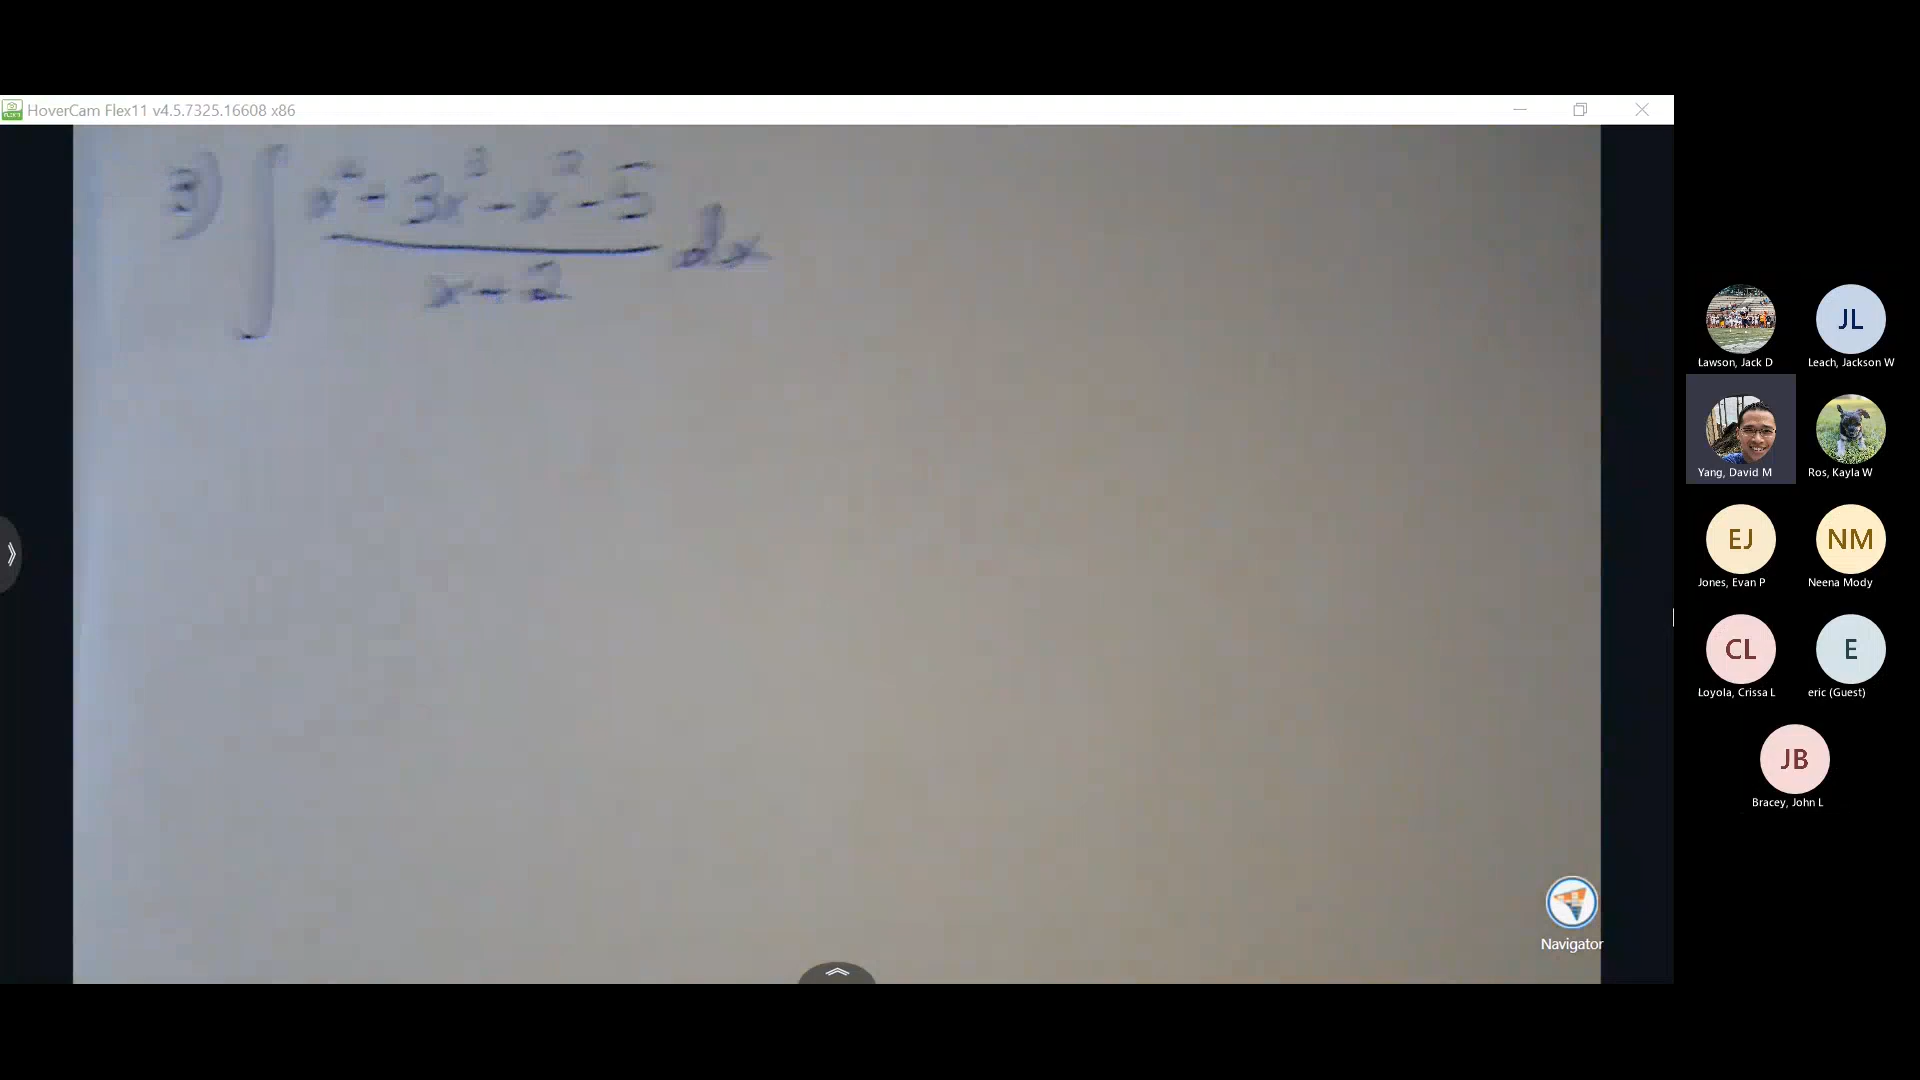 HoverCam Flex11 v4.5.7325.16608 x86
3) ∫ - 3x³ - x² - 5 dx
x - 2
Lawson, Jack D
JL
Leach, Jackson W
Yang, David M
Ros, Kayla W
EJ
Jones, Evan P
NM
Neena Mody
CL
Loyola, Crissa L
E
eric (Guest)
JB
Bracey, John L
Navigator